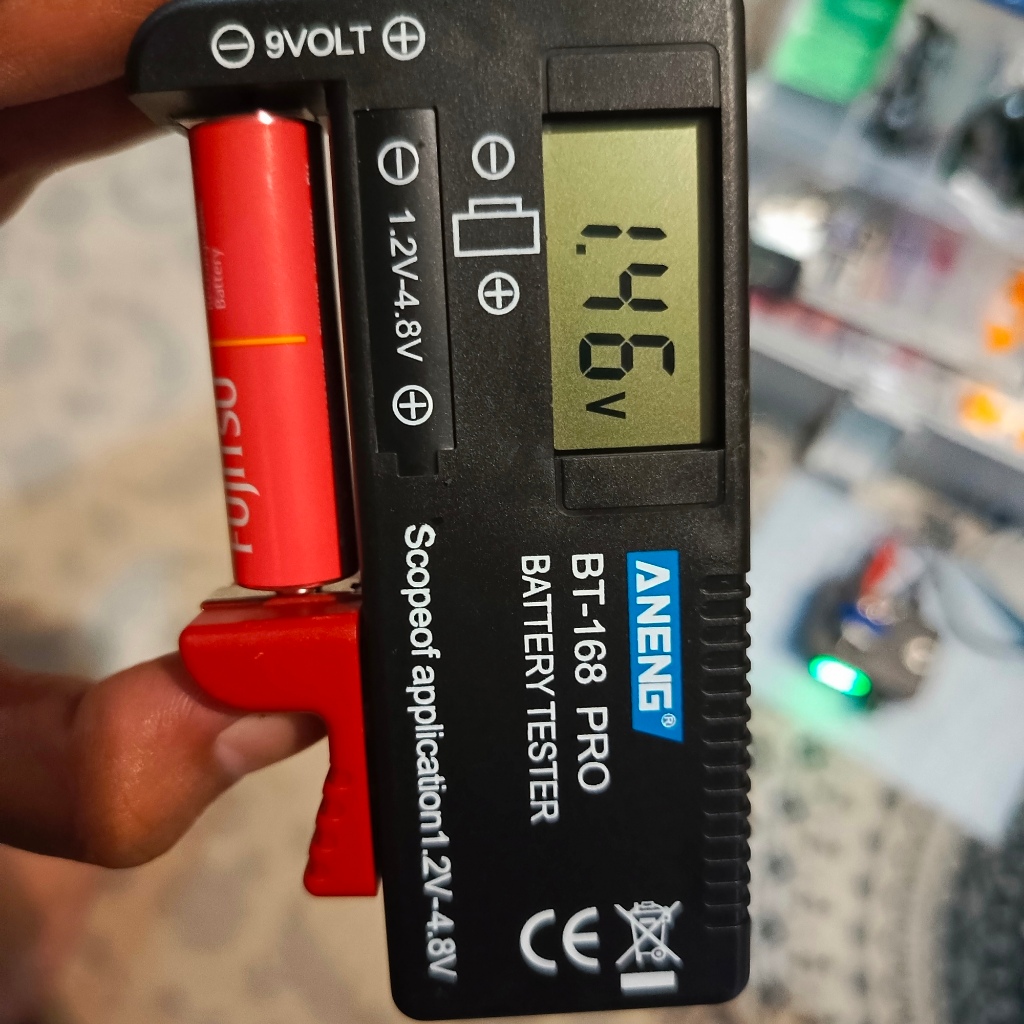 ⊖ 9VOLT ⊕
⊖ 1.2V-4.8V ⊕
⊖
⊕
1.46V
ANENG®
BT-168 PRO
BATTERY TESTER
Scopeof application1.2V-4.8V
CE
FUJITSU
Battery